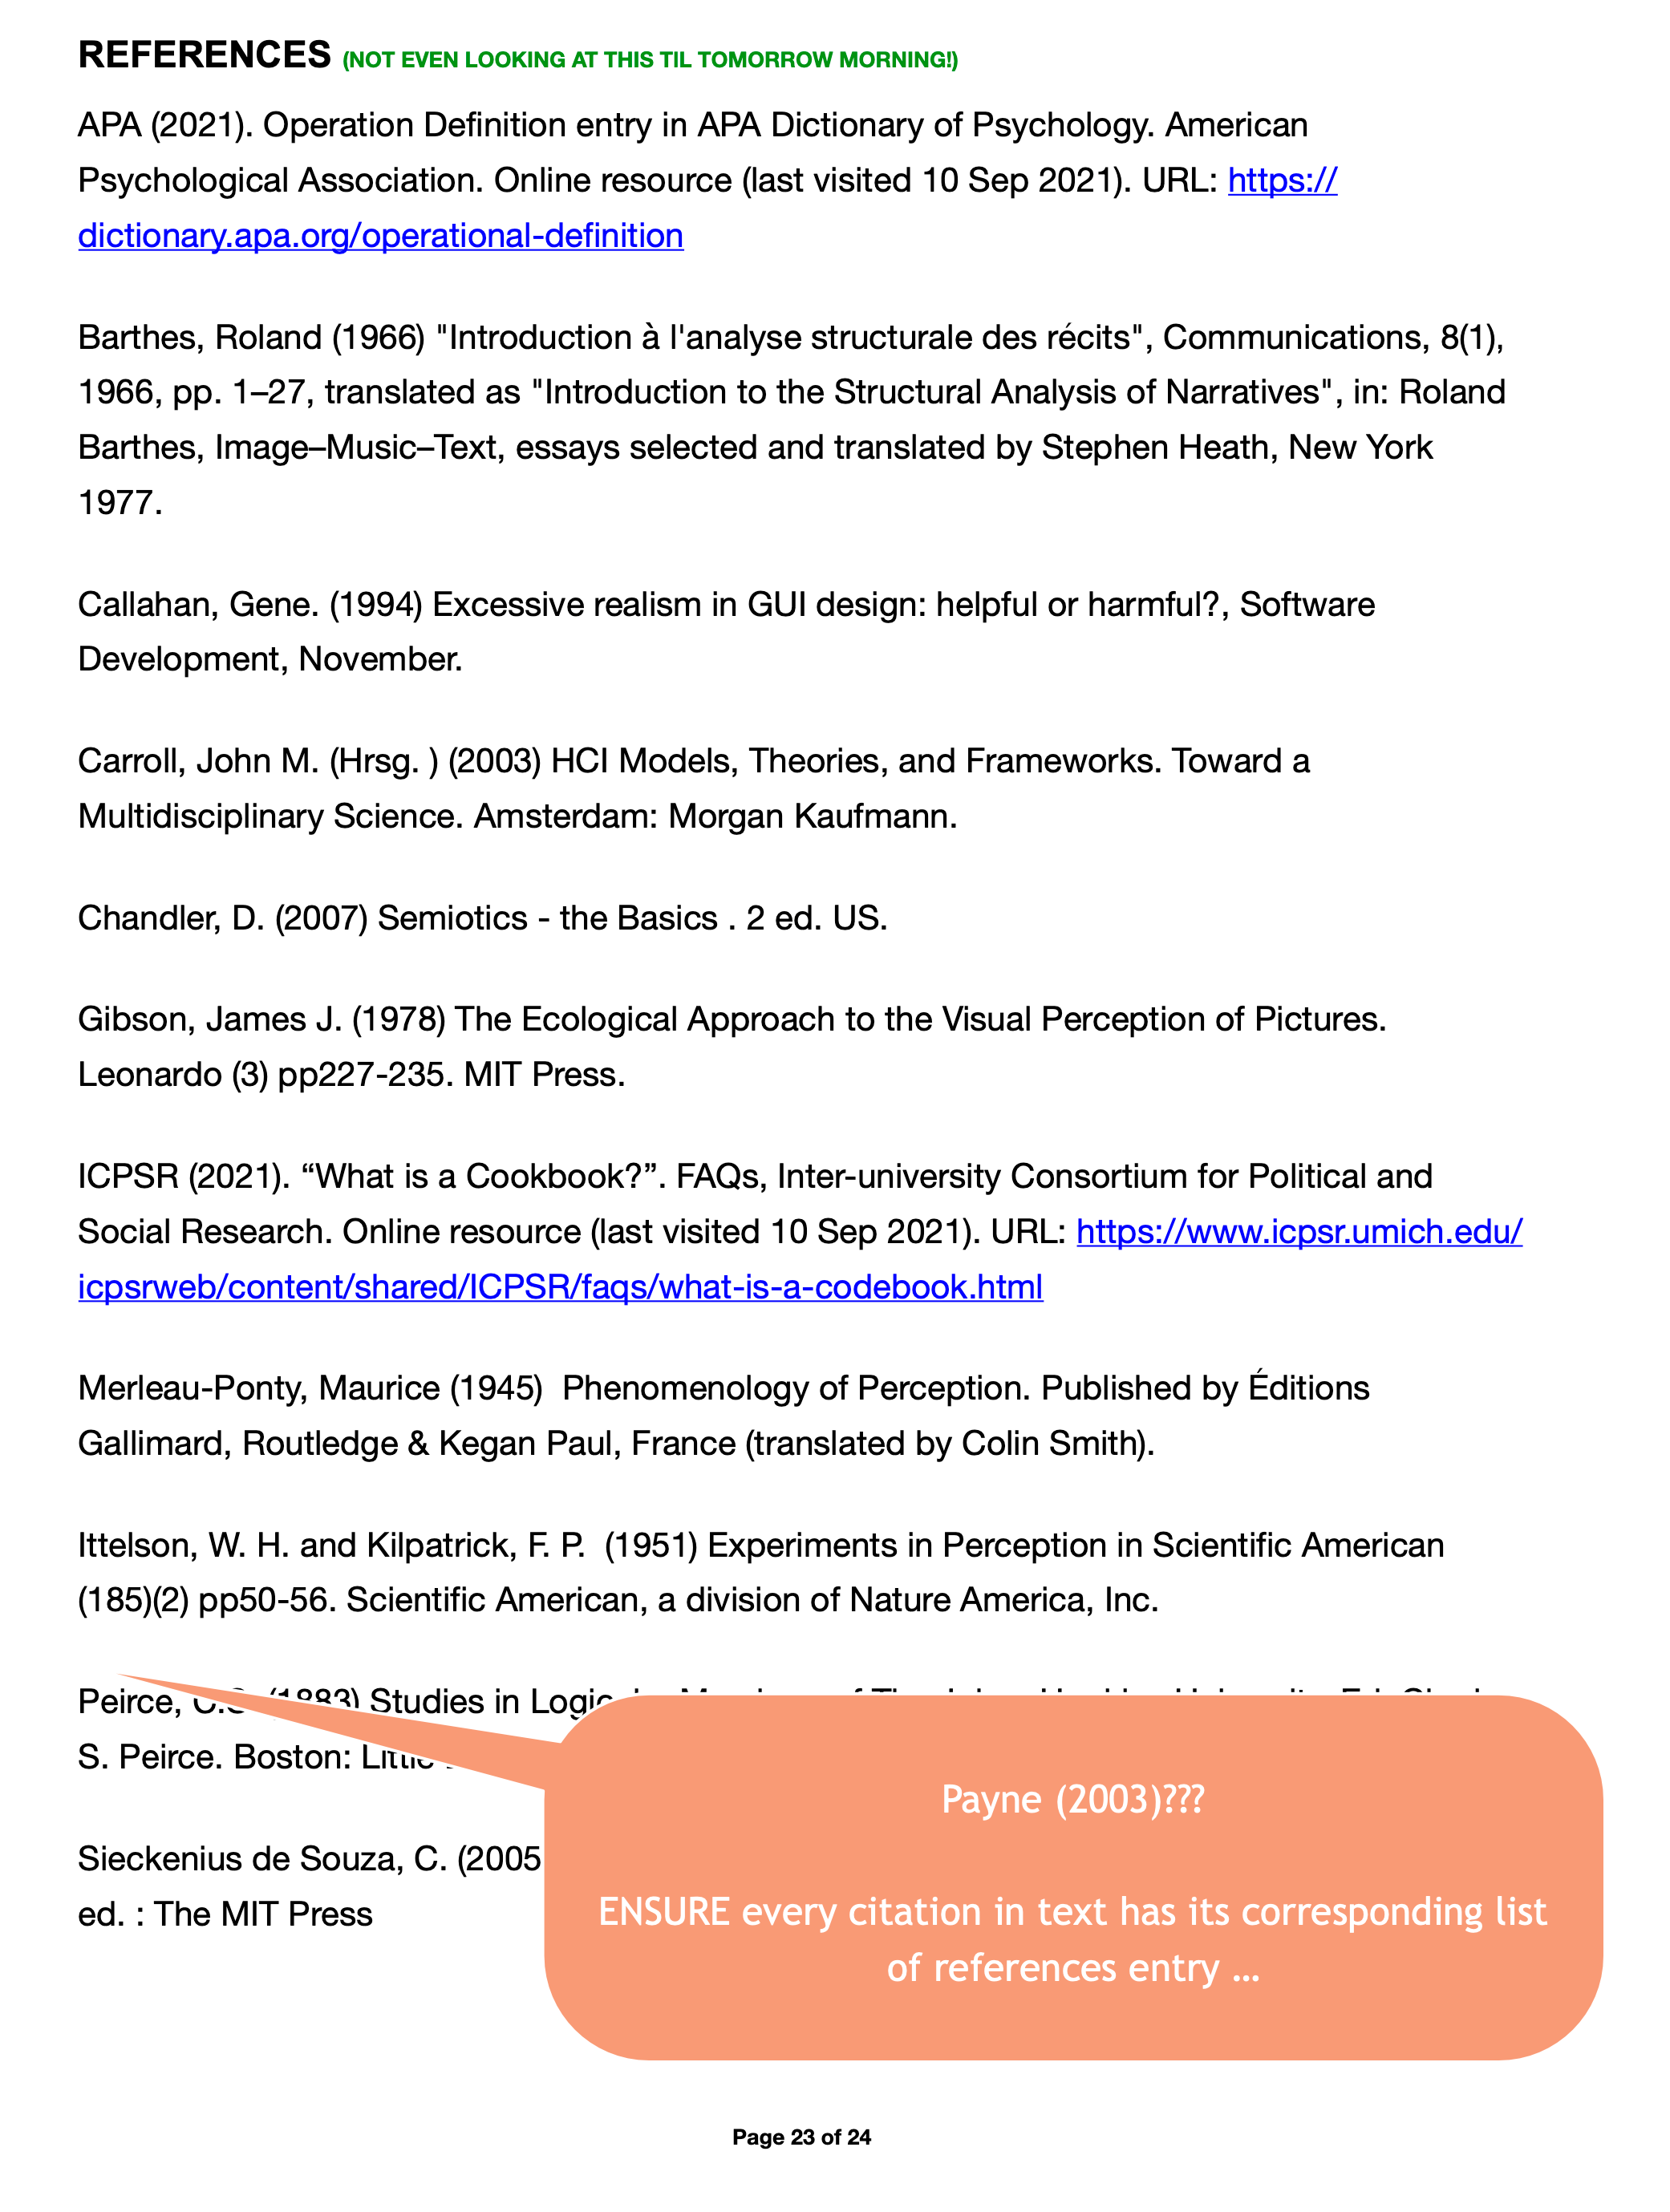 REFERENCES (NOT EVEN LOOKING AT THIS TIL TOMORROW MORNING!)
APA (2021). Operation Definition entry in APA Dictionary of Psychology. American
Psychological Association. Online resource (last visited 10 Sep 2021). URL: https://
dictionary.apa.org/operational-definition
Barthes, Roland (1966) "Introduction à l'analyse structurale des récits", Communications, 8(1),
1966, pp. 1–27, translated as "Introduction to the Structural Analysis of Narratives", in: Roland
Barthes, Image–Music–Text, essays selected and translated by Stephen Heath, New York
1977.
Callahan, Gene. (1994) Excessive realism in GUI design: helpful or harmful?, Software
Development, November.
Carroll, John M. (Hrsg. ) (2003) HCI Models, Theories, and Frameworks. Toward a
Multidisciplinary Science. Amsterdam: Morgan Kaufmann.
Chandler, D. (2007) Semiotics - the Basics . 2 ed. US.
Gibson, James J. (1978) The Ecological Approach to the Visual Perception of Pictures.
Leonardo (3) pp227-235. MIT Press.
ICPSR (2021). “What is a Cookbook?”. FAQs, Inter-university Consortium for Political and
Social Research. Online resource (last visited 10 Sep 2021). URL: https://www.icpsr.umich.edu/
icpsrweb/content/shared/ICPSR/faqs/what-is-a-codebook.html
Merleau-Ponty, Maurice (1945)  Phenomenology of Perception. Published by Éditions
Gallimard, Routledge & Kegan Paul, France (translated by Colin Smith).
Ittelson, W. H. and Kilpatrick, F. P.  (1951) Experiments in Perception in Scientific American
(185)(2) pp50-56. Scientific American, a division of Nature America, Inc.
Peirce, C.S. (1883) Studies in Logic
S. Peirce. Boston: Little
Sieckenius de Souza, C. (2005
ed. : The MIT Press
Payne (2003)???
ENSURE every citation in text has its corresponding list
of references entry ...
Page 23 of 24